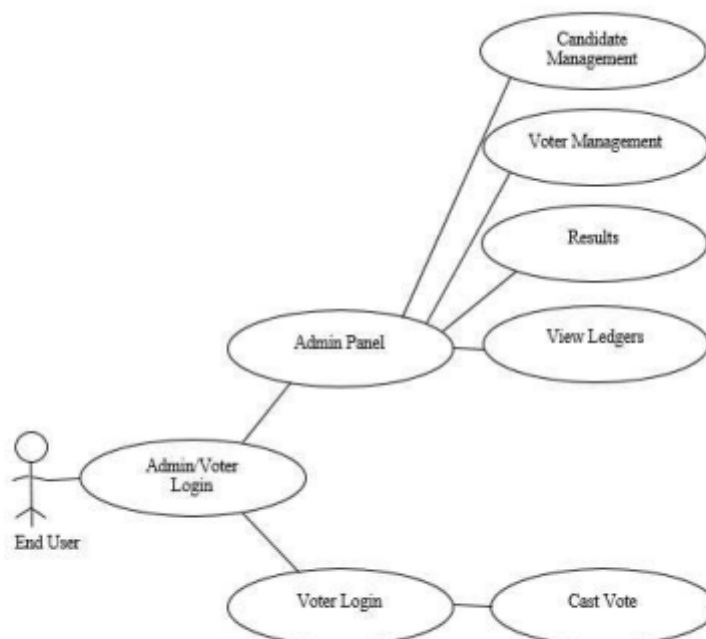 Candidate
Management
Voter Management
Results
View Ledgers
Admin Panel
Admin/Voter
Login
End User
Voter Login
Cast Vote